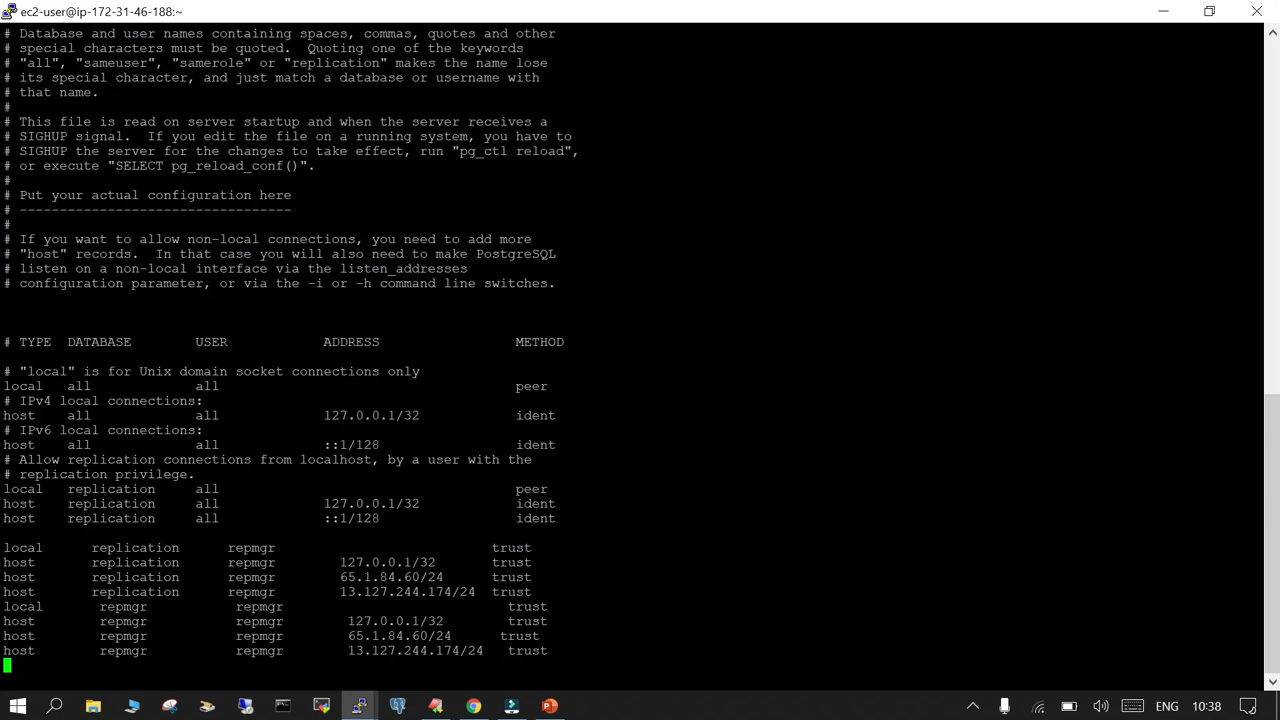 ec2-user@ip-172-31-46-188:~
# Database and user names containing spaces, commas, quotes and other
# special characters must be quoted.  Quoting one of the keywords
# "all", "sameuser", "samerole" or "replication" makes the name lose
# its special character, and just match a database or username with
# that name.
#
# This file is read on server startup and when the server receives a
# SIGHUP signal.  If you edit the file on a running system, you have to
# SIGHUP the server for the changes to take effect, run "pg_ctl reload",
# or execute "SELECT pg_reload_conf()".
#
# Put your actual configuration here
# ----------------------------------
#
# If you want to allow non-local connections, you need to add more
# "host" records.  In that case you will also need to make PostgreSQL
# listen on a non-local interface via the listen_addresses
# configuration parameter, or via the -i or -h command line switches.
# TYPE  DATABASE        USER            ADDRESS                 METHOD
# "local" is for Unix domain socket connections only
local   all             all                                     peer
# IPv4 local connections:
host    all             all             127.0.0.1/32            ident
# IPv6 local connections:
host    all             all             ::1/128                 ident
# Allow replication connections from localhost, by a user with the
# replication privilege.
local   replication     all                                     peer
host    replication     all             127.0.0.1/32            ident
host    replication     all             ::1/128                 ident
local      replication      repmgr                           trust
host       replication      repmgr        127.0.0.1/32       trust
host       replication      repmgr        65.1.84.60/24      trust
host       replication      repmgr        13.127.244.174/24  trust
local       repmgr           repmgr                            trust
host        repmgr           repmgr        127.0.0.1/32        trust
host        repmgr           repmgr        65.1.84.60/24      trust
host        repmgr           repmgr        13.127.244.174/24   trust
ENG 10:38